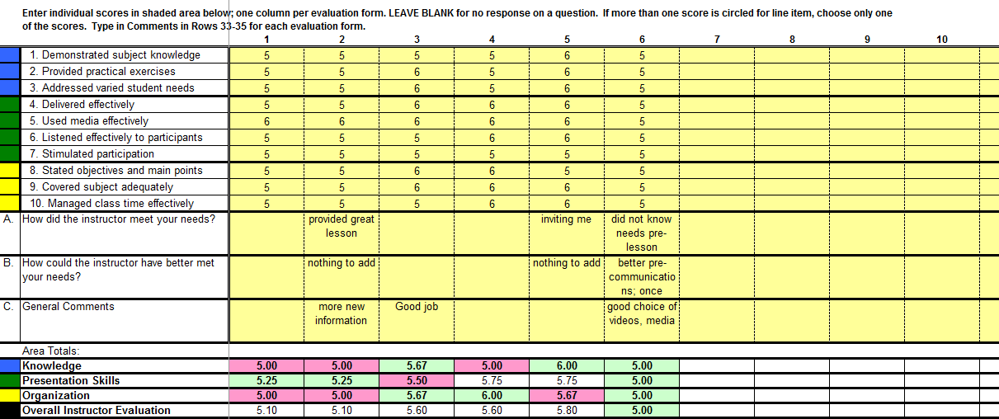 Enter individual scores in shaded area below; one column per evaluation form. LEAVE BLANK for no response on a question. If more than one score is circled for line item, choose only one
of the scores. Type in Comments in Rows 33-35 for each evaluation form.
1 2 3 4 5 6 7 8 9 10
1. Demonstrated subject knowledge 5 5 5 5 6 5
2. Provided practical exercises 5 5 6 5 6 5
3. Addressed varied student needs 5 5 6 5 6 5
4. Delivered effectively 5 5 6 6 6 5
5. Used media effectively 6 6 6 6 6 5
6. Listened effectively to participants 5 5 5 6 6 5
7. Stimulated participation 5 5 5 5 5 5
8. Stated objectives and main points 5 5 6 6 5 5
9. Covered subject adequately 5 5 6 6 6 5
10. Managed class time effectively 5 5 5 6 6 5
A. How did the instructor meet your needs? provided great inviting me did not know
lesson needs pre-
lesson
B. How could the instructor have better met nothing to add nothing to add better pre-
your needs? communicatio
ns; once
C. General Comments more new Good job good choice of
information videos, media
Area Totals:
Knowledge 5.00 5.00 5.67 5.00 6.00 5.00
Presentation Skills 5.25 5.25 5.50 5.75 5.75 5.00
Organization 5.00 5.00 5.67 6.00 5.67 5.00
Overall Instructor Evaluation 5.10 5.10 5.60 5.60 5.80 5.00